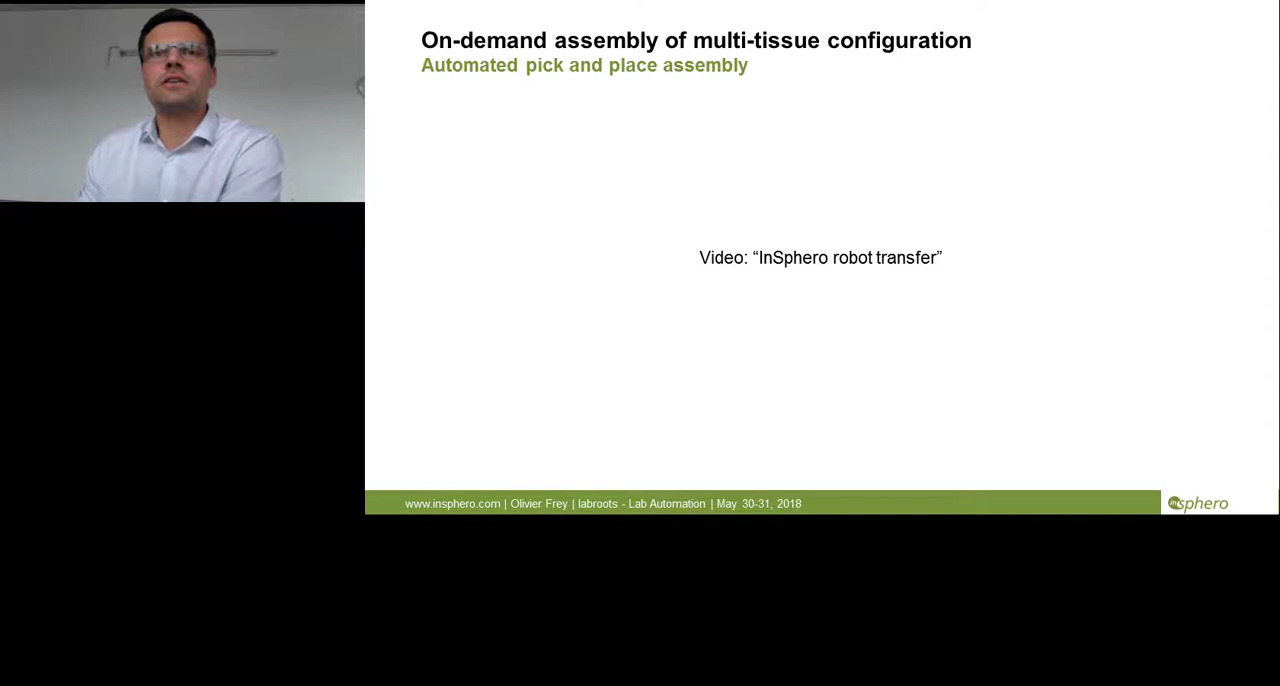 On-demand assembly of multi-tissue configuration
Automated pick and place assembly
Video: “InSphero robot transfer”
www.insphero.com | Olivier Frey | labroots - Lab Automation | May 30-31, 2018
insphero